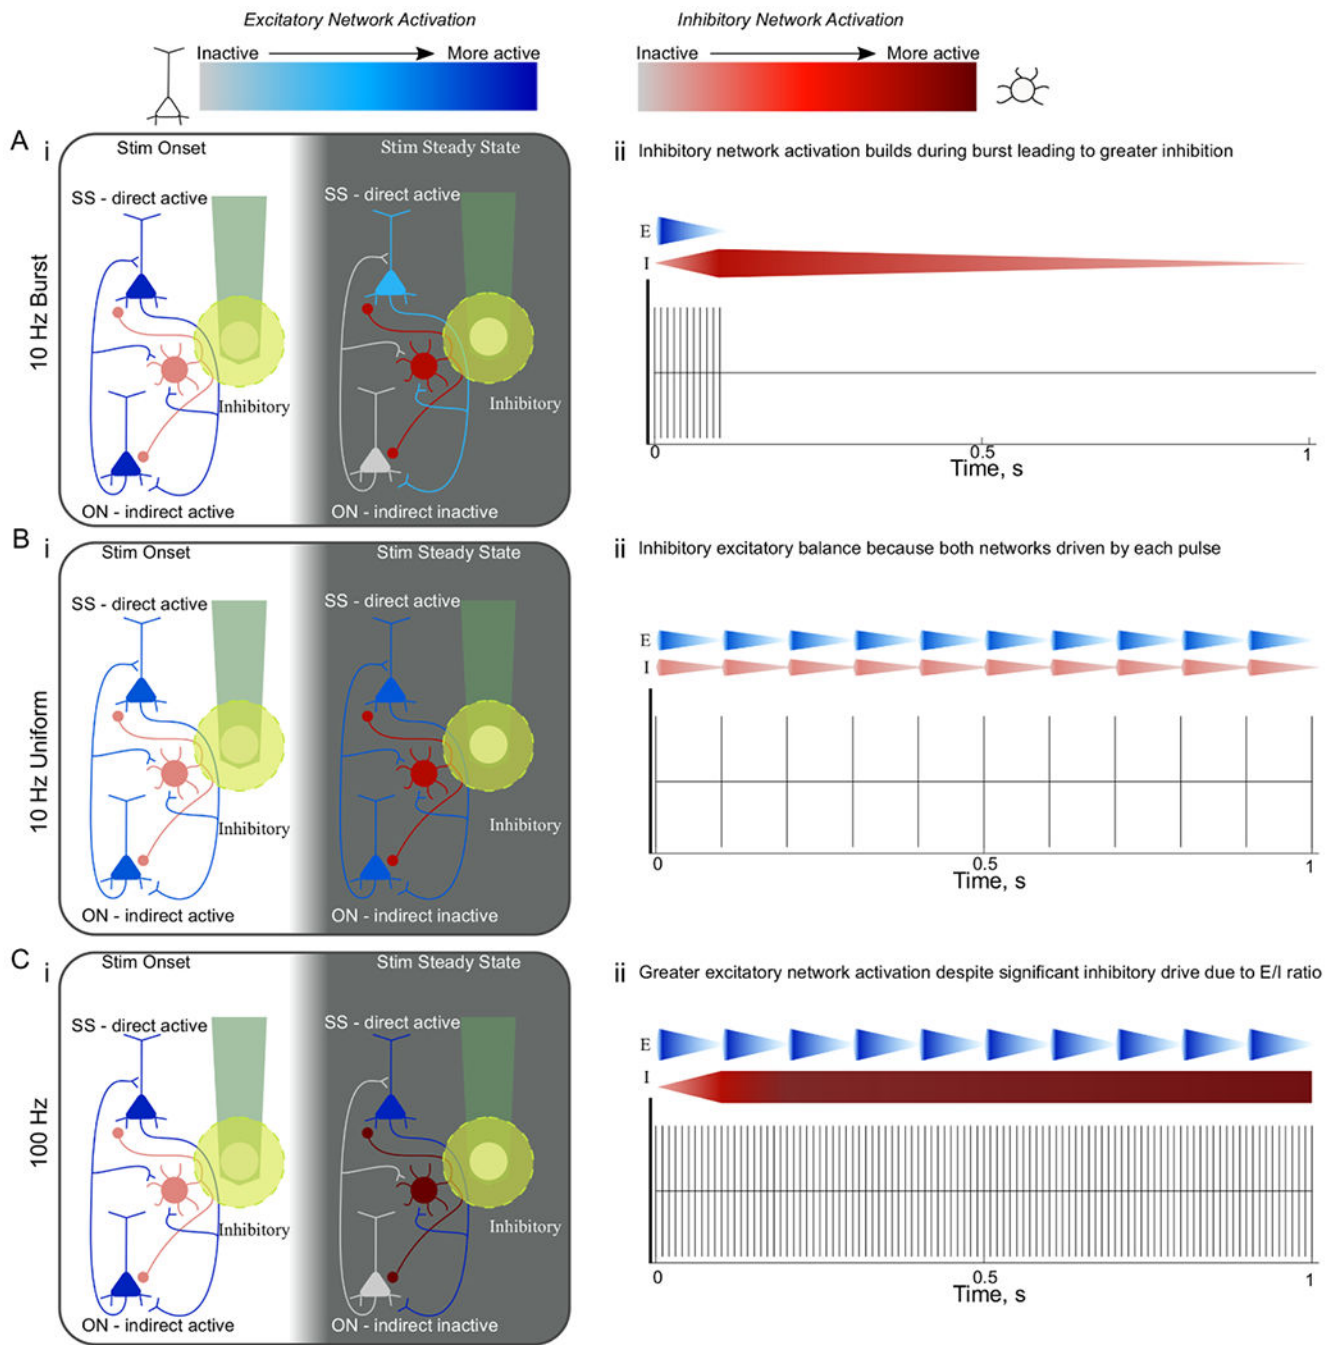 Excitatory Network Activation
Inhibitory Network Activation
Inactive
More active
Inactive
More active
A
i
Stim Onset
Stim Steady State
ii
Inhibitory network activation builds during burst leading to greater inhibition
10 Hz Burst
SS - direct active
SS - direct active
Inhibitory
Inhibitory
ON - indirect active
ON - indirect inactive
E
I
0
0.5
1
Time, s
B
i
Stim Onset
Stim Steady State
ii
Inhibitory excitatory balance because both networks driven by each pulse
10 Hz Uniform
SS - direct active
SS - direct active
Inhibitory
Inhibitory
ON - indirect active
ON - indirect inactive
E
I
0
0.5
1
Time, s
C
i
Stim Onset
Stim Steady State
ii
Greater excitatory network activation despite significant inhibitory drive due to E/I ratio
100 Hz
SS - direct active
SS - direct active
Inhibitory
Inhibitory
ON - indirect active
ON - indirect inactive
E
I
0
0.5
1
Time, s